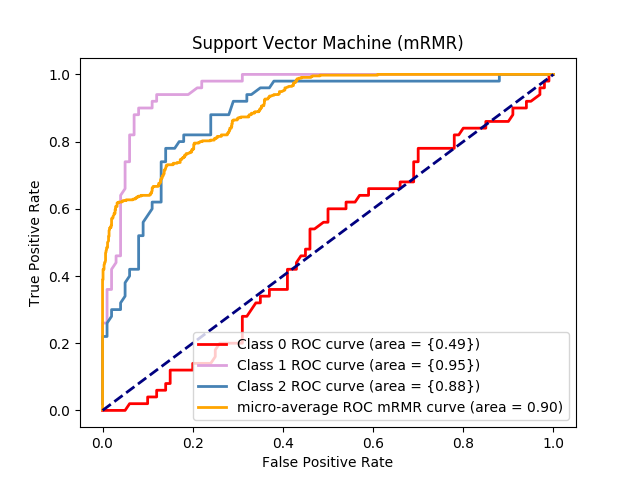 Support Vector Machine (mRMR)
1.0
0.8
0.6
0.4
0.2
0.0
True Positive Rate
Class 0 ROC curve (area = {0.49})
Class 1 ROC curve (area = {0.95})
Class 2 ROC curve (area = {0.88})
micro-average ROC mRMR curve (area = 0.90)
0.0 0.2 0.4 0.6 0.8 1.0
False Positive Rate